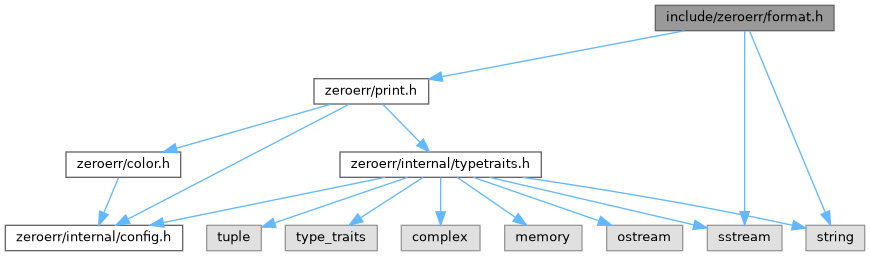 include/zeroerr/format.h
zeroerr/print.h
zeroerr/color.h
zeroerr/internal/typetraits.h
zeroerr/internal/config.h
tuple
type_traits
complex
memory
ostream
sstream
string